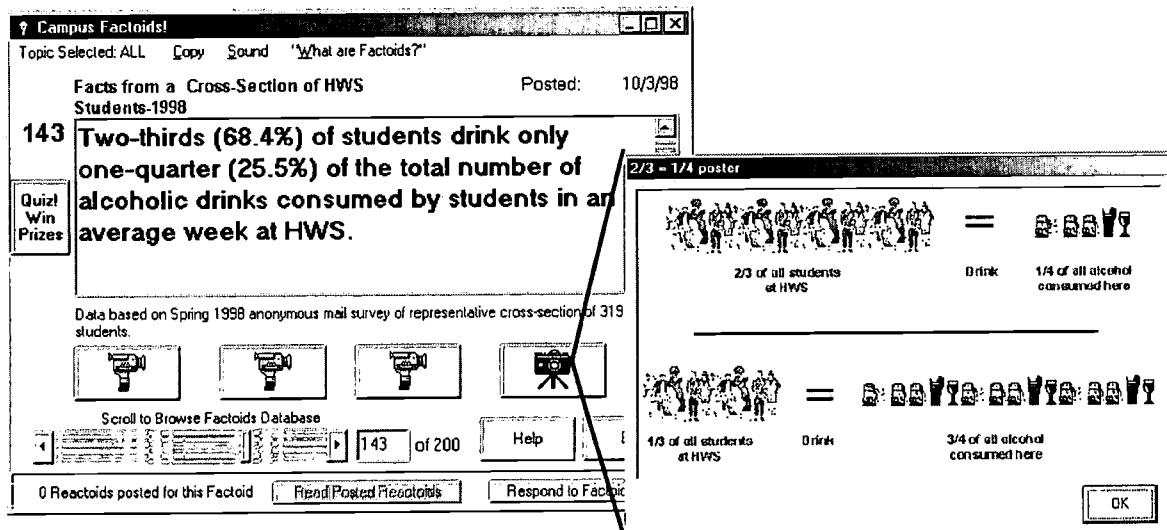 Campus Factoids!
Topic Selected: ALL Copy Sound "What are Factoids?"
Facts from a Cross-Section of HWS
Students-1998
Posted: 10/3/98
143
Two-thirds (68.4%) of students drink only
one-quarter (25.5%) of the total number of
alcoholic drinks consumed by students in an
average week at HWS.
Quiz!
Win
Prizes
Data based on Spring 1998 anonymous mail survey of representative cross-section of 319
students.
Scroll to Browse Factoids Database
143 of 200
Help
0 Reactoids posted for this Factoid
Read Posted Reactoids
Respond to Factoi
2/3 = 1/4 poster
=
2/3 of all students
at HWS
Drink
1/4 of all alcohol
consumed here
=
1/3 of all students
at HWS
Drink
3/4 of all alcohol
consumed here
OK